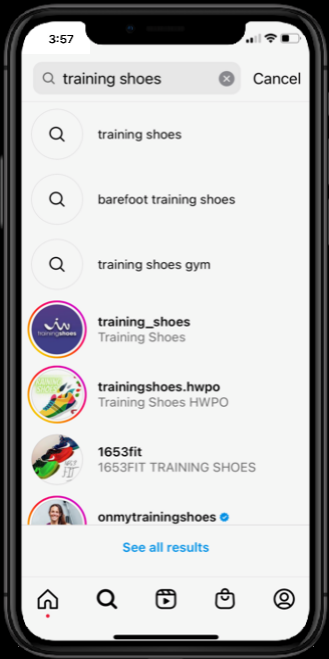 3:57
training shoes
Cancel
training shoes
barefoot training shoes
training shoes gym
training_shoes
Training Shoes
trainingshoes
trainingshoes.hwpo
Training Shoes HWPO
1653fit
1653FIT TRAINING SHOES
onmytrainingshoes
See all results